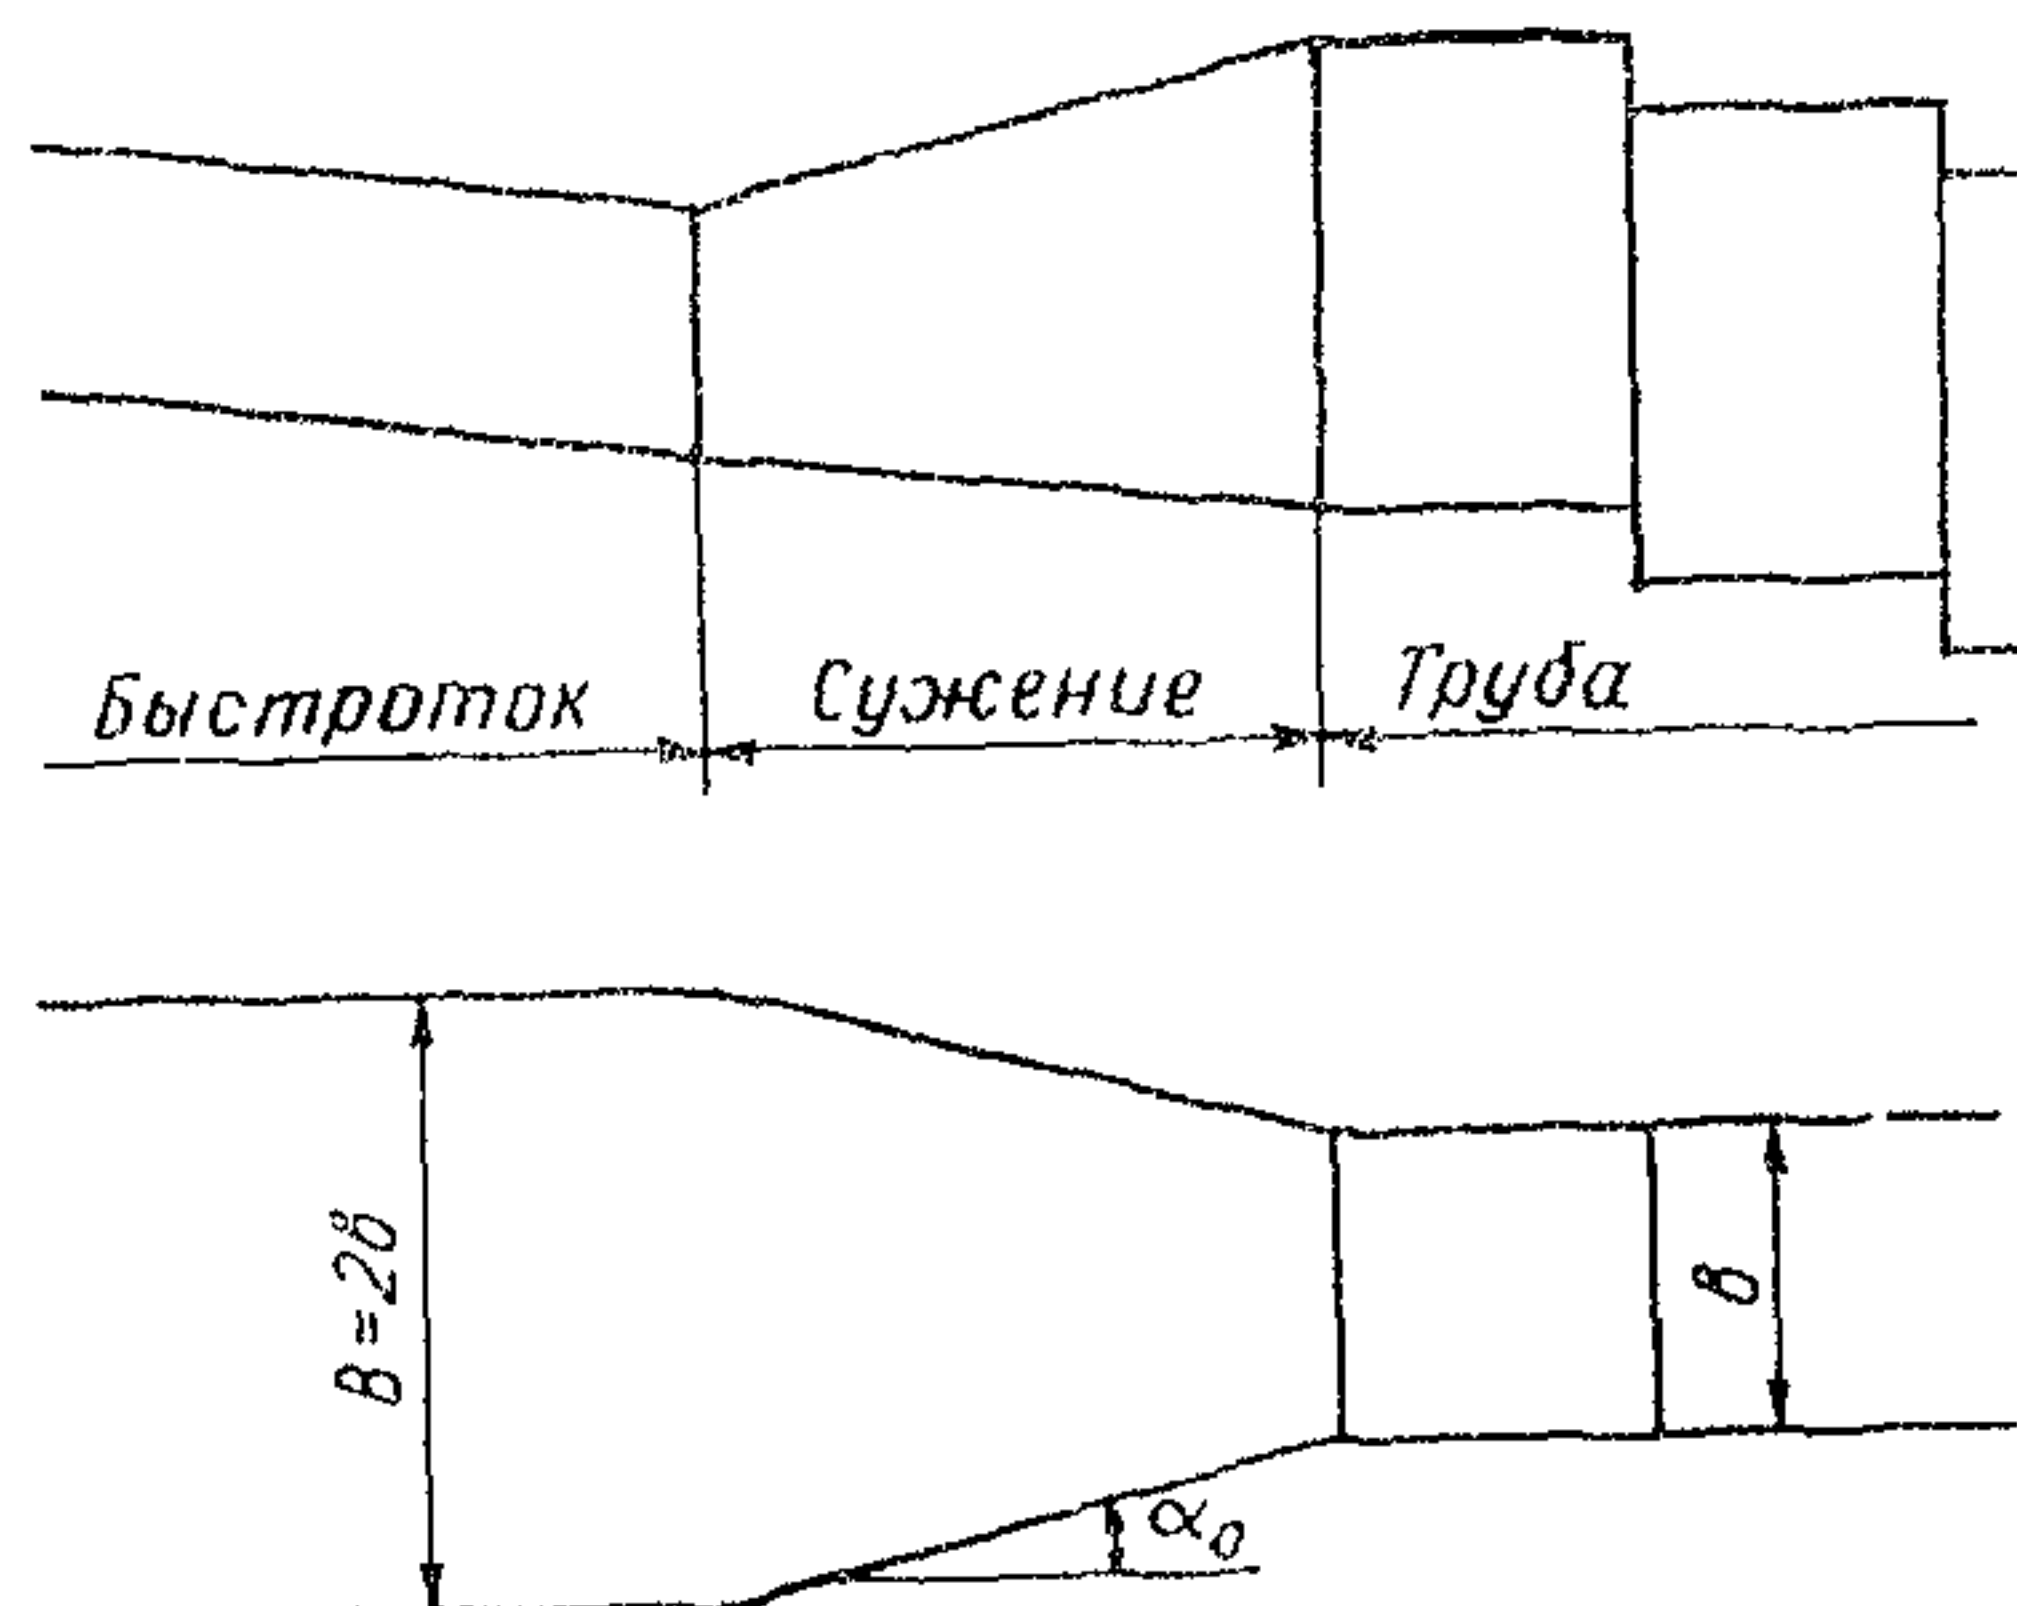 Быстроток
Сужение
Труба
B=2b
b
α₀